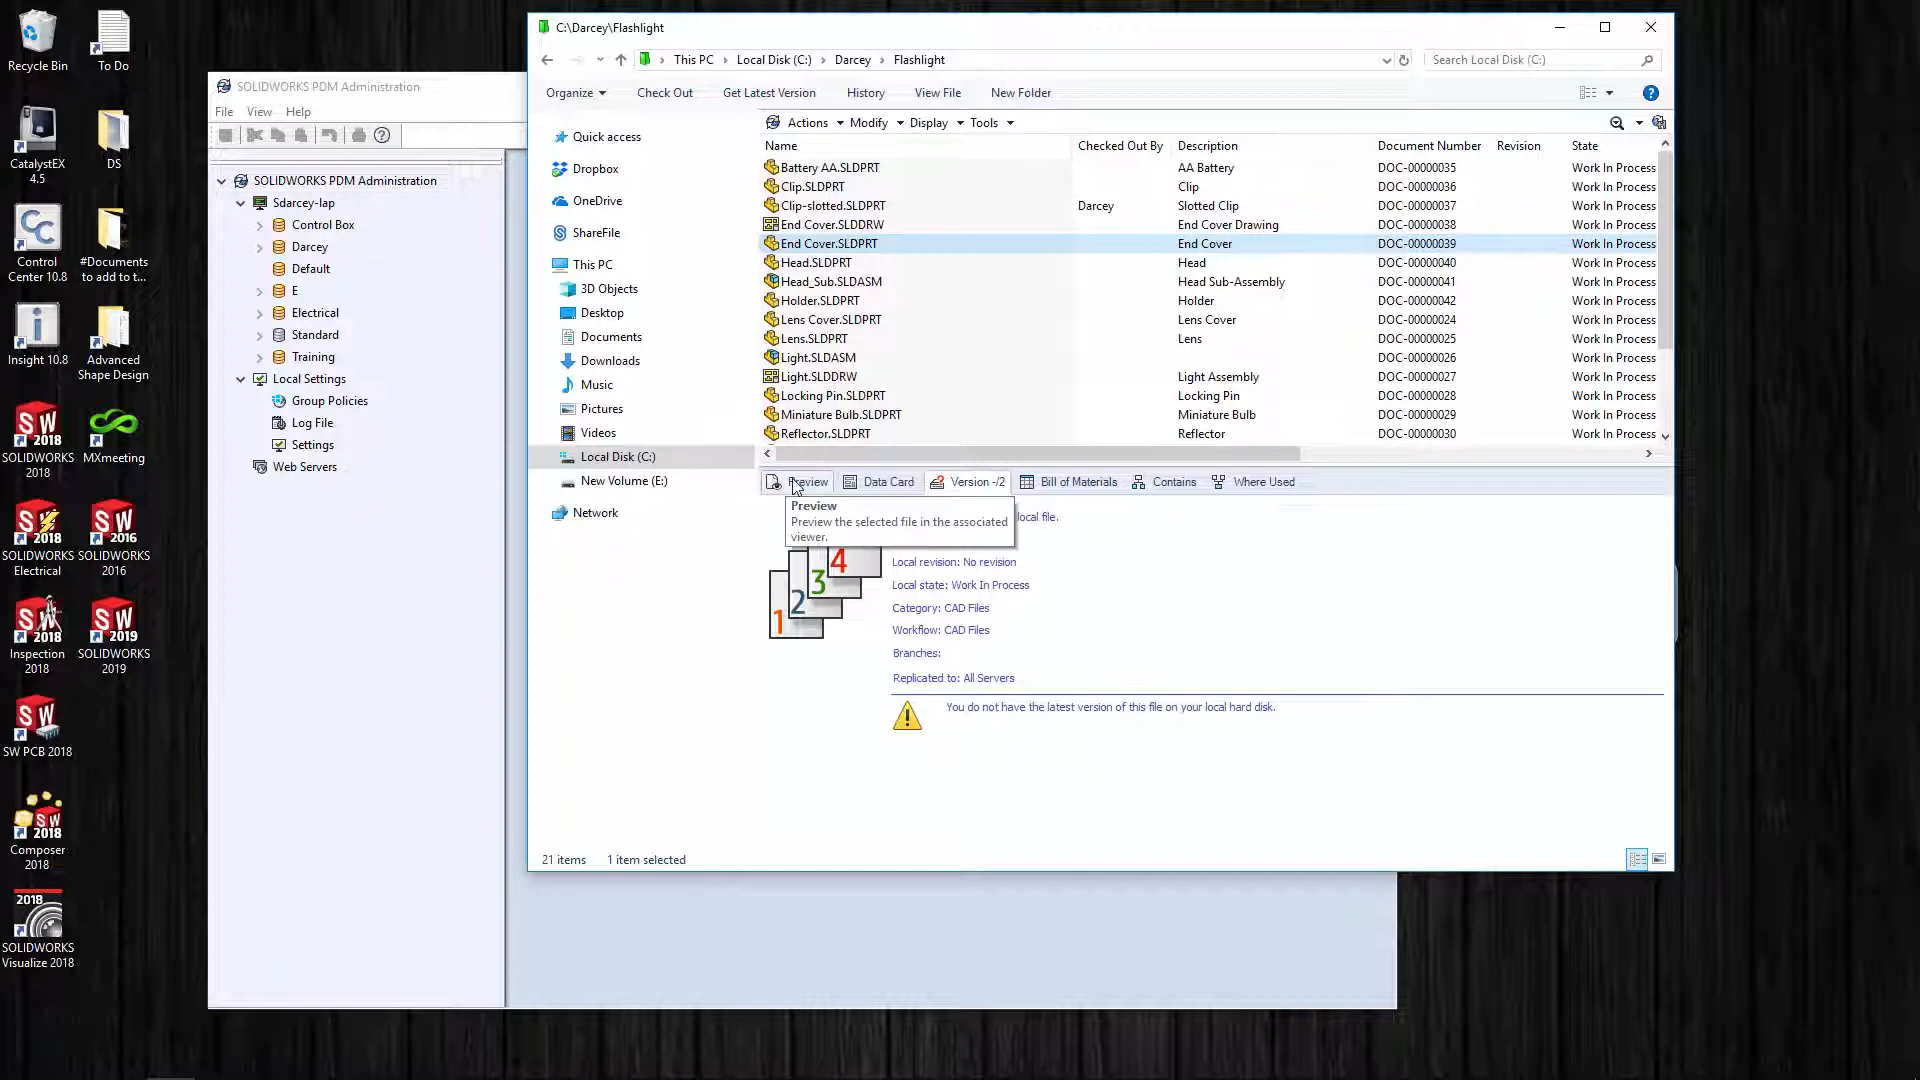 Recycle Bin
To Do
CatalystEX
4.5
DS
Control
Center 10.8
#Documents
to add to t...
Insight 10.8
Advanced
Shape Design
SOLIDWORKS
2018
MXmeeting
SOLIDWORKS
Electrical
SOLIDWORKS
2016
Inspection
2018
SOLIDWORKS
2019
SW PCB 2018
Composer
2018
SOLIDWORKS
Visualize 2018
SOLIDWORKS PDM Administration
File View Help
SOLIDWORKS PDM Administration
Sdarcey-lap
Control Box
Darcey
Default
E
Electrical
Standard
Training
Local Settings
Group Policies
Log File
Settings
Web Servers
C:\Darcey\Flashlight
This PC > Local Disk (C:) > Darcey > Flashlight
Search Local Disk (C:)
Organize Check Out Get Latest Version History View File New Folder
Quick access
Dropbox
OneDrive
ShareFile
This PC
3D Objects
Desktop
Documents
Downloads
Music
Pictures
Videos
Local Disk (C:)
New Volume (E:)
Network
Actions Modify Display Tools
Name Checked Out By Description Document Number Revision State
Battery AA.SLDPRT AA Battery DOC-00000035 Work In Process
Clip.SLDPRT Clip DOC-00000036 Work In Process
Clip-slotted.SLDPRT Darcey Slotted Clip DOC-00000037 Work In Process
End Cover.SLDDRW End Cover Drawing DOC-00000038 Work In Process
End Cover.SLDPRT End Cover DOC-00000039 Work In Process
Head.SLDPRT Head DOC-00000040 Work In Process
Head_Sub.SLDASM Head Sub-Assembly DOC-00000041 Work In Process
Holder.SLDPRT Holder DOC-00000042 Work In Process
Lens Cover.SLDPRT Lens Cover DOC-00000024 Work In Process
Lens.SLDPRT Lens DOC-00000025 Work In Process
Light.SLDASM DOC-00000026 Work In Process
Light.SLDDRW Light Assembly DOC-00000027 Work In Process
Locking Pin.SLDPRT Locking Pin DOC-00000028 Work In Process
Miniature Bulb.SLDPRT Miniature Bulb DOC-00000029 Work In Process
Reflector.SLDPRT Reflector DOC-00000030 Work In Process
Preview Data Card Version -/2 Bill of Materials Contains Where Used
Preview
Preview the selected file in the associated
viewer.
local file.
1 2 3 4
Local revision: No revision
Local state: Work In Process
Category: CAD Files
Workflow: CAD Files
Branches:
Replicated to: All Servers
You do not have the latest version of this file on your local hard disk.
21 items 1 item selected